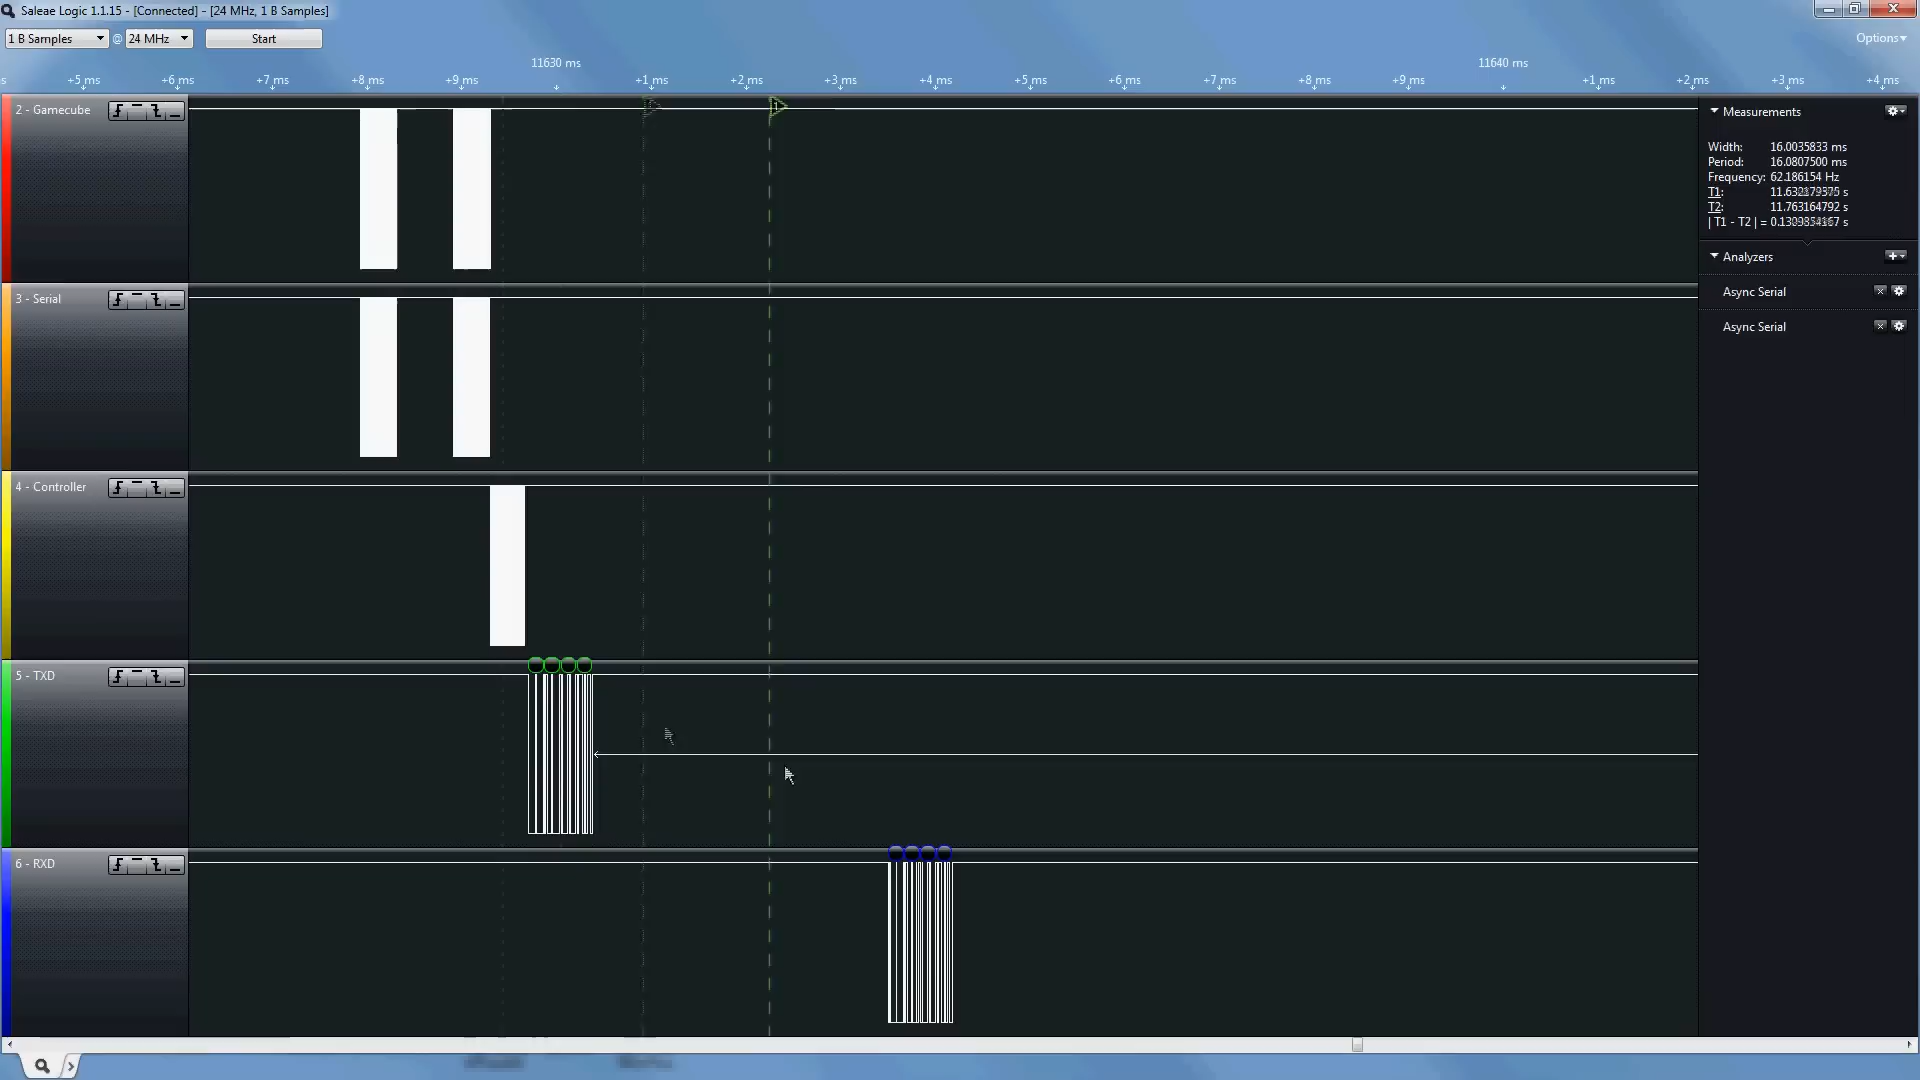 Saleae Logic 1.1.15 - [Connected] - [24 MHz, 1 B Samples]
1 B Samples @ 24 MHz Start
Options
11630 ms 11640 ms
s +5 ms +6 ms +7 ms +8 ms +9 ms +1 ms +2 ms +3 ms +4 ms +5 ms +6 ms +7 ms +8 ms +9 ms +1 ms +2 ms +3 ms +4 ms
2 - Gamecube
1
3 - Serial
4 - Controller
5 - TXD
6 - RXD
Measurements
Width: 16.0035833 ms
Period: 16.0807500 ms
Frequency: 62.186154 Hz
T1:
T2: 11.763164792 s
| T1 - T2 | =
Analyzers
Async Serial
Async Serial